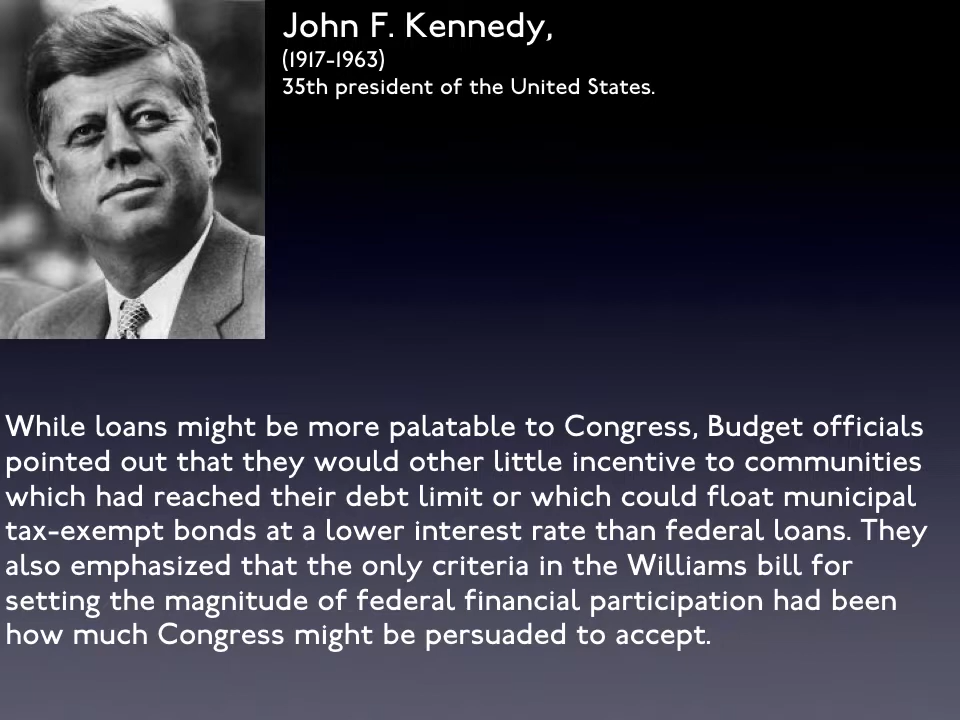 John F. Kennedy,
(1917-1963)
35th president of the United States.
While loans might be more palatable to Congress, Budget officials
pointed out that they would other little incentive to communities
which had reached their debt limit or which could float municipal
tax-exempt bonds at a lower interest rate than federal loans. They
also emphasized that the only criteria in the Williams bill for
setting the magnitude of federal financial participation had been
how much Congress might be persuaded to accept.